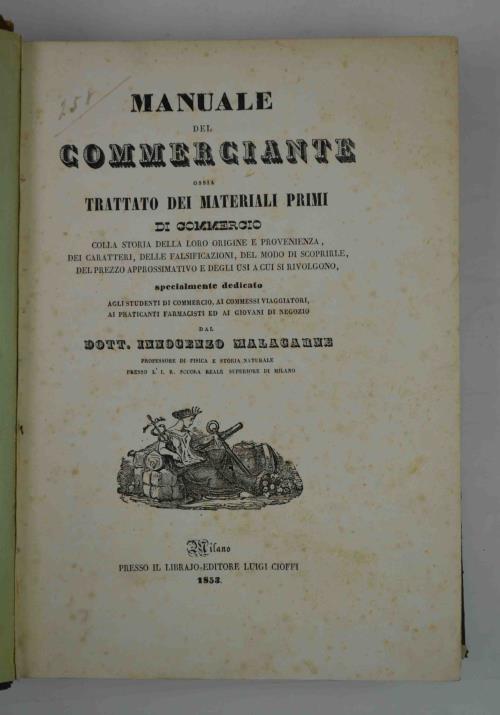 251
MANUALE
DEL
COMMERCIANTE
OSSIA
TRATTATO DEI MATERIALI PRIMI
DI COMMERCIO
COLLA STORIA DELLA LORO ORIGINE E PROVENIENZA,
DEI CARATTERI, DELLE FALSIFICAZIONI, DEL MODO DI SCOPRIRLE,
DEL PREZZO APPROSSIMATIVO E DEGLI USI A CUI SI RIVOLGONO,
specialmente dedicato
AGLI STUDENTI DI COMMERCIO, AI COMMESSI VIAGGIATORI,
AI PRATICANTI FARMACISTI ED AI GIOVANI DI NEGOZIO
DAL
DOTT. INNOCENZO MALACARNE
PROFESSORE DI FISICA E STORIA NATURALE
PRESSO L' I. R. SCUOLA REALE SUPERIORE DI MILANO
Milano
PRESSO IL LIBRAJO-EDITORE LUIGI CIOFFI
1853.